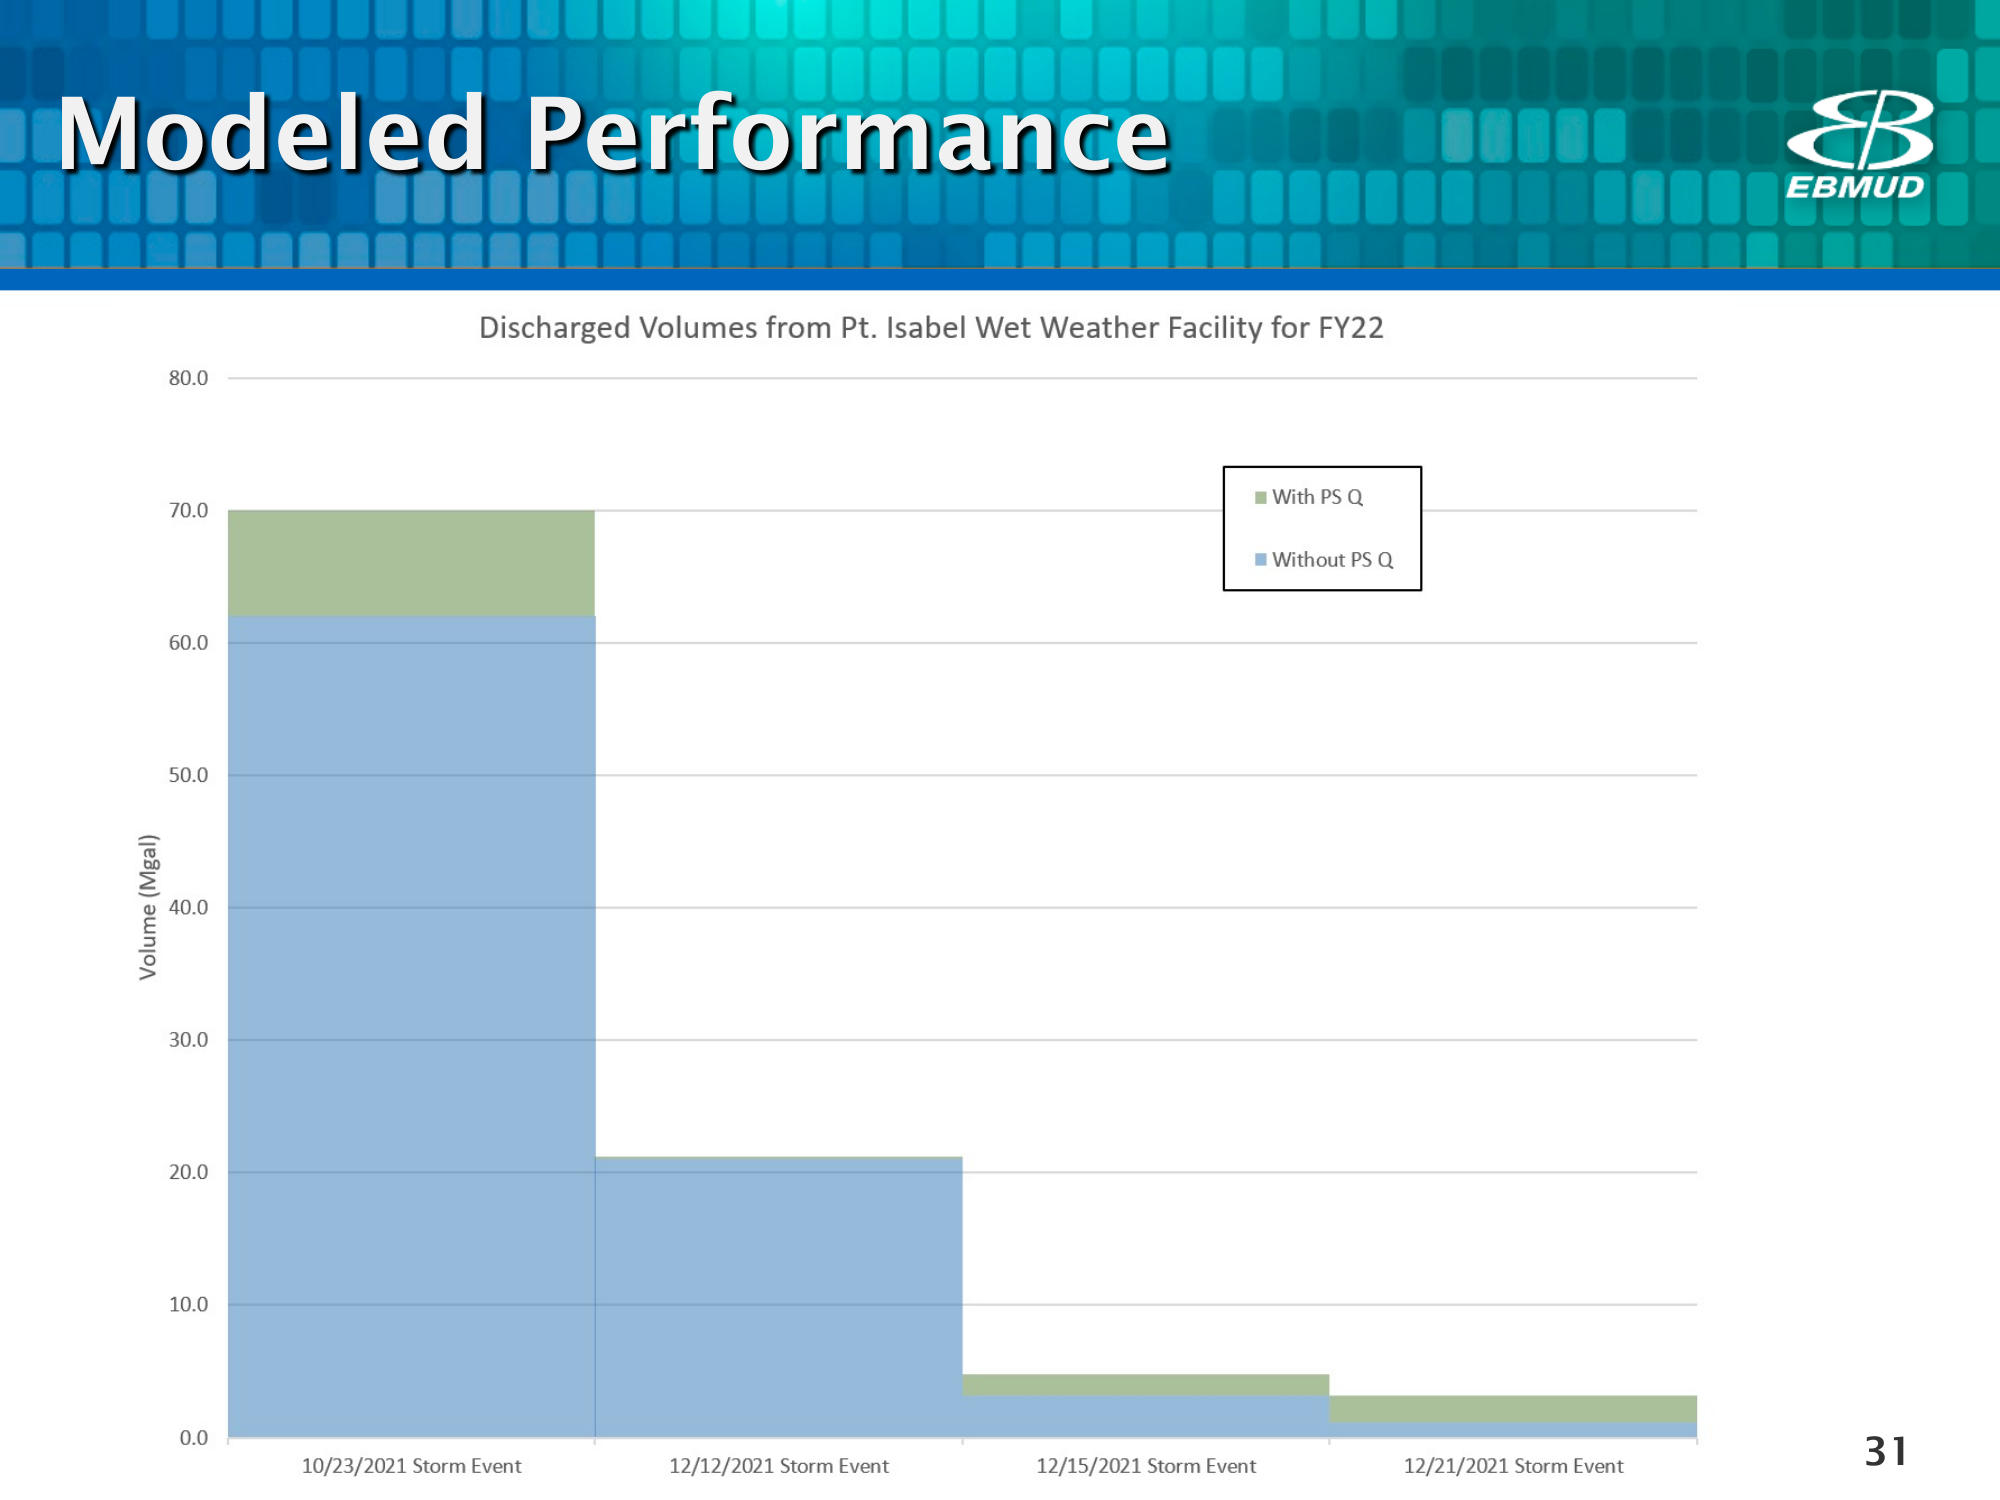 Modeled Performance
EBMUD
Discharged Volumes from Pt. Isabel Wet Weather Facility for FY22
80.0
70.0
60.0
50.0
40.0
30.0
20.0
10.0
0.0
Volume (Mgal)
With PS Q
Without PS Q
10/23/2021 Storm Event
12/12/2021 Storm Event
12/15/2021 Storm Event
12/21/2021 Storm Event
31